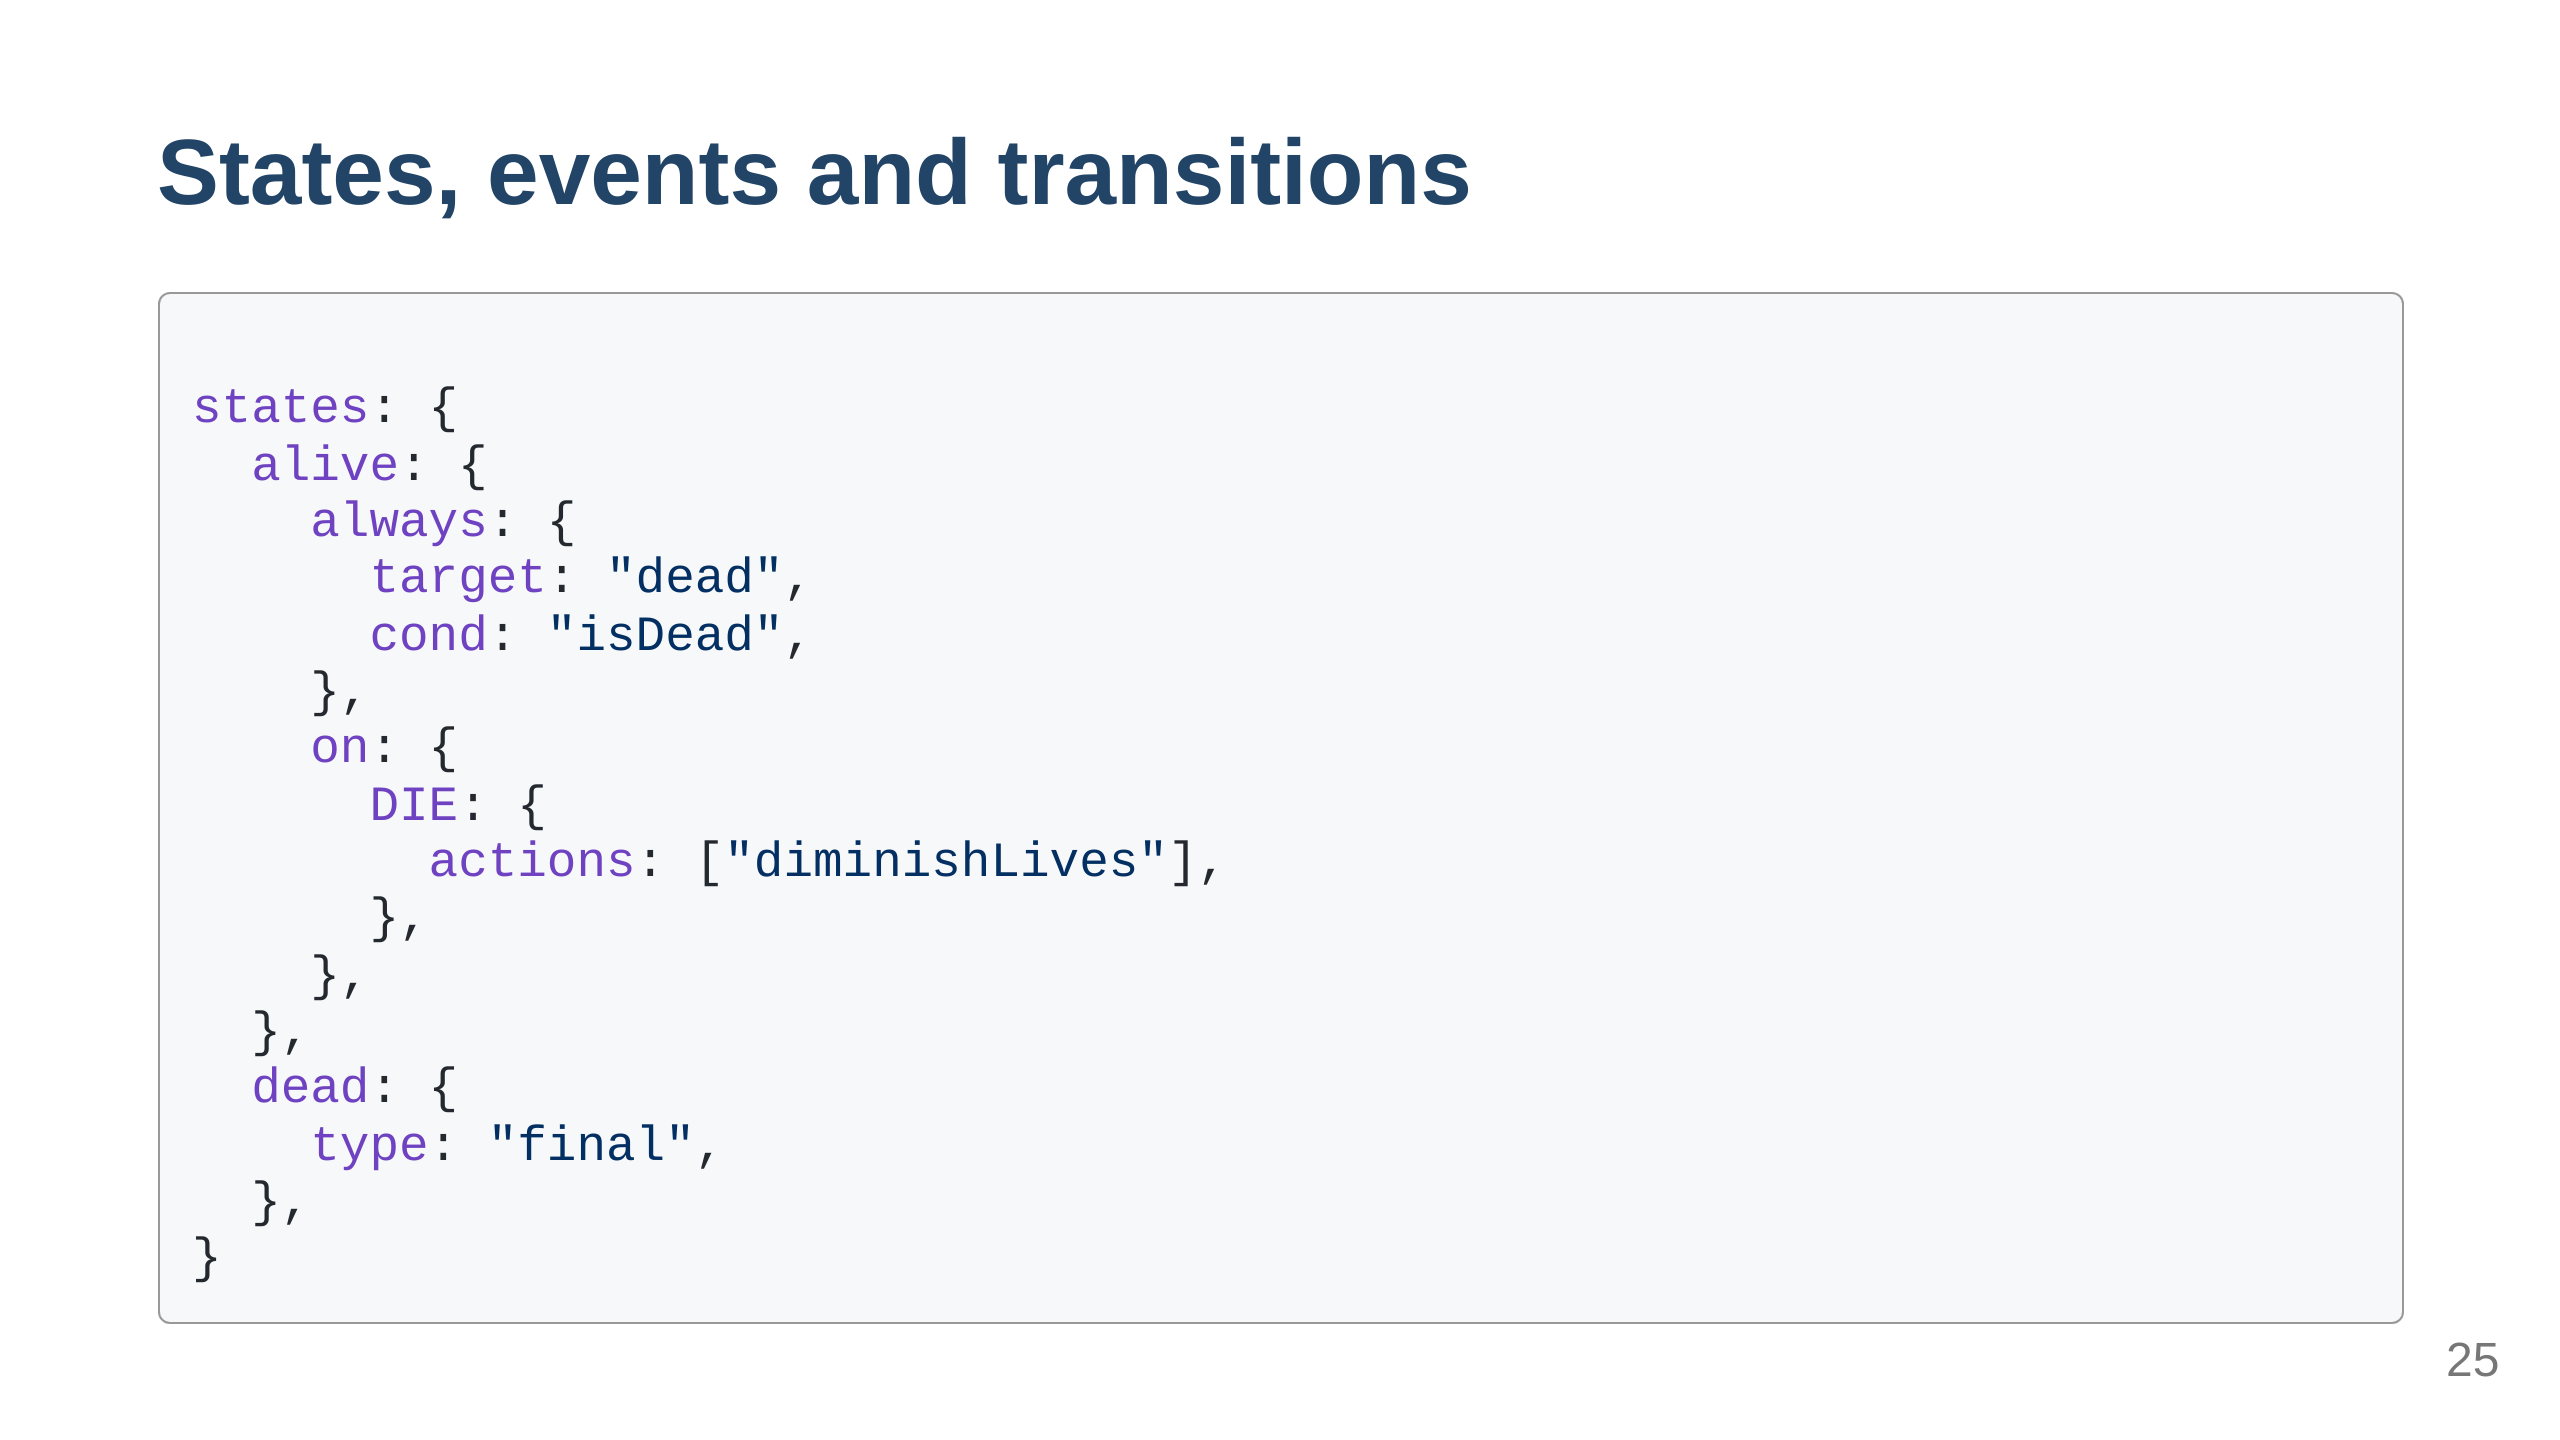 States, events and transitions
states: {
  alive: {
    always: {
      target: "dead",
      cond: "isDead",
    },
    on: {
      DIE: {
        actions: ["diminishLives"],
      },
    },
  },
  dead: {
    type: "final",
  },
}
25